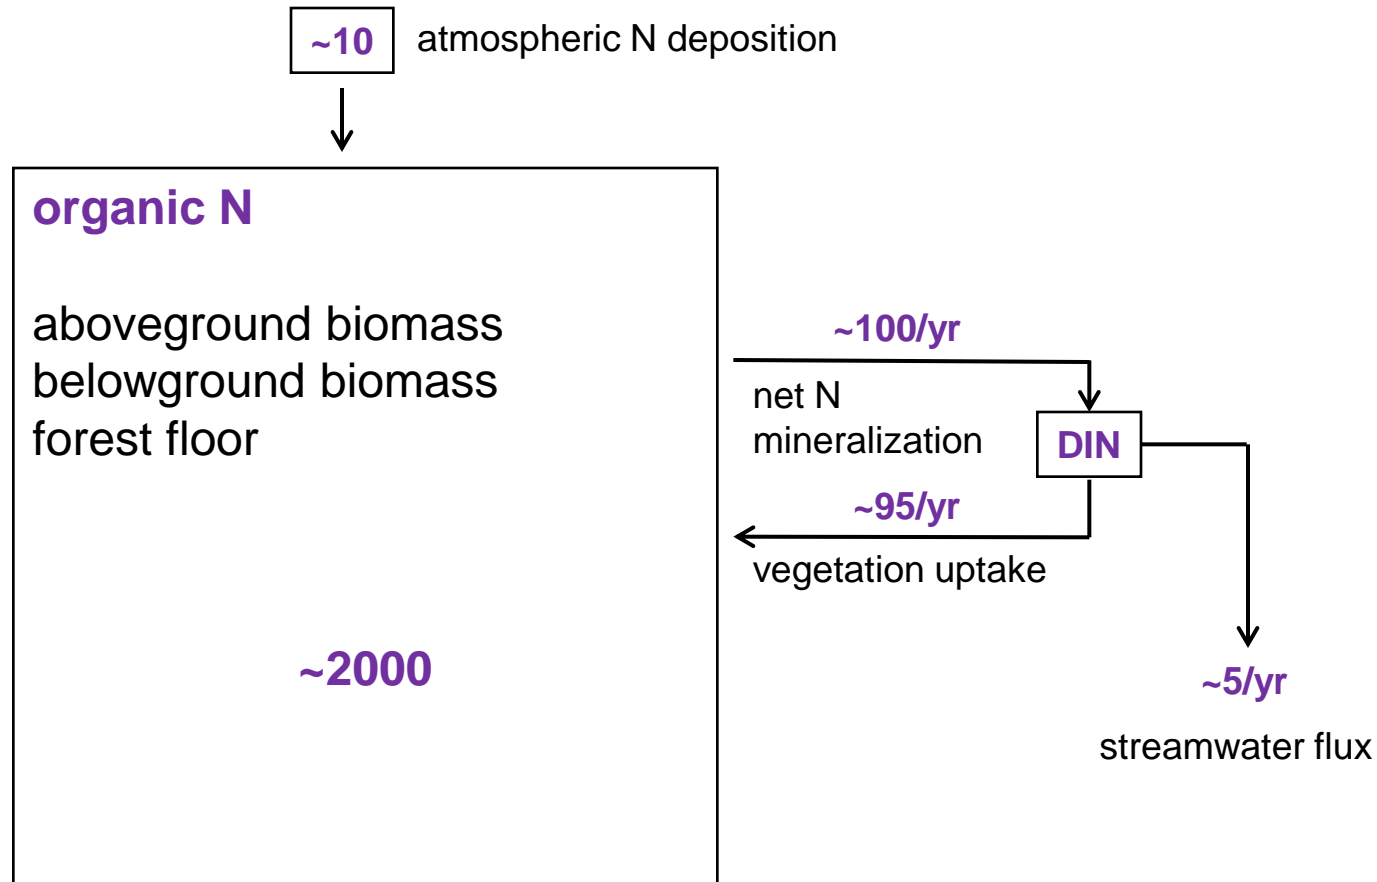 ~10
atmospheric N deposition
organic N
aboveground biomass
belowground biomass
forest floor
~2000
~100/yr
net N
mineralization
DIN
~95/yr
vegetation uptake
~5/yr
streamwater flux